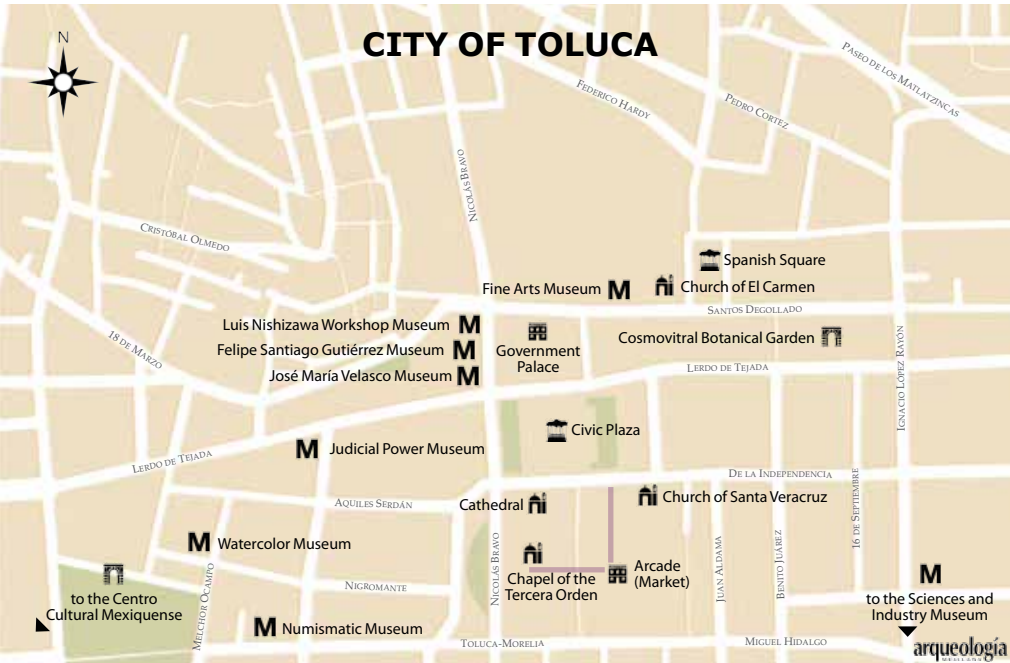 CITY OF TOLUCA
N
PASEO DE LOS MATLATZINCAS
FEDERICO HARDY
PEDRO CORTEZ
NICOLÁS BRAVO
CRISTÓBAL OLMEDO
Spanish Square
Fine Arts Museum M
Church of El Carmen
SANTOS DEGOLLADO
Luis Nishizawa Workshop Museum M
Felipe Santiago Gutiérrez Museum M
José María Velasco Museum M
Government
Palace
Cosmovitral Botanical Garden
18 DE MARZO
LERDO DE TEJADA
IGNACIO LÓPEZ RAYÓN
Civic Plaza
M Judicial Power Museum
LERDO DE TEJADA
DE LA INDEPENDENCIA
AQUILES SERDÁN
Cathedral
Church of Santa Veracruz
16 DE SEPTIEMBRE
M Watercolor Museum
NICOLÁS BRAVO
Chapel of the
Tercera Orden
Arcade
(Market)
JUAN ALDAMA
BENITO JUÁREZ
M
to the Sciences and
Industry Museum
to the Centro
Cultural Mexiquense
MELCHOR OCAMPO
NIGROMANTE
M Numismatic Museum
TOLUCA-MORELIA
MIGUEL HIDALGO
arqueología
MEXICANA